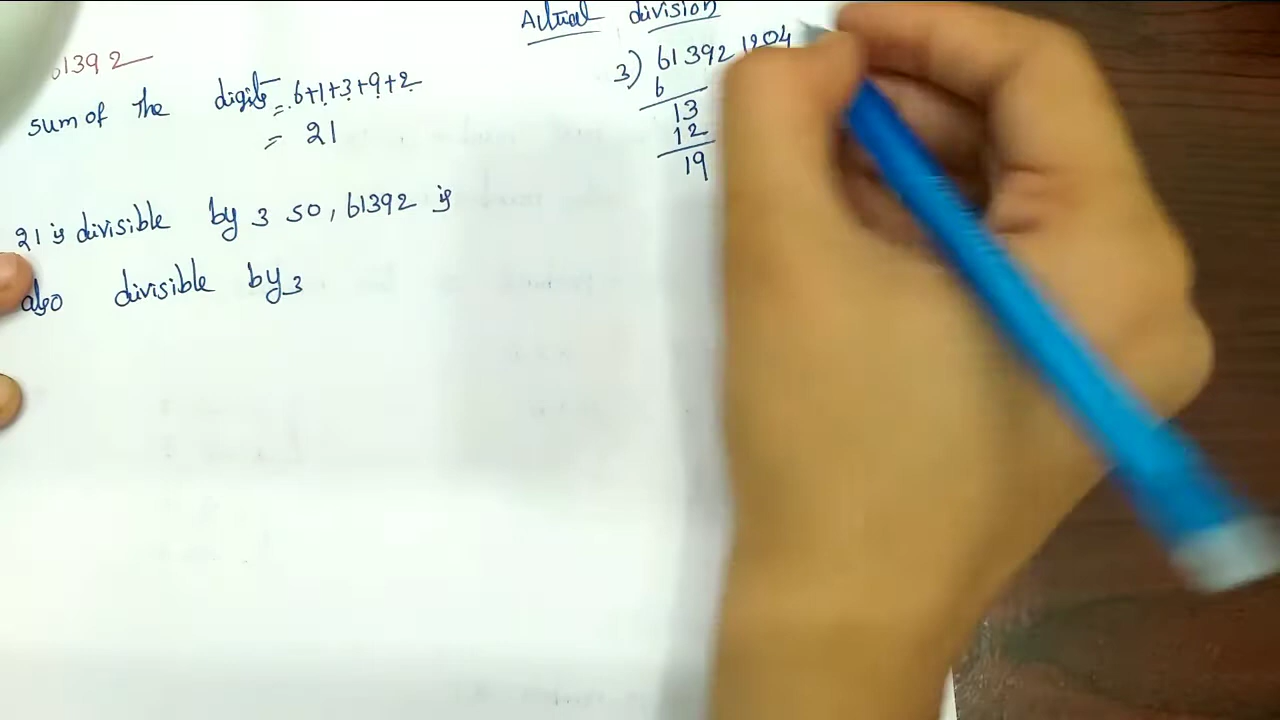 Actual division
61392
sum of the digits = 6+1+3+9+2
= 21
21 is divisible by 3 so, 61392 is
also divisible by 3
3) 61392 (204
6
13
12
19